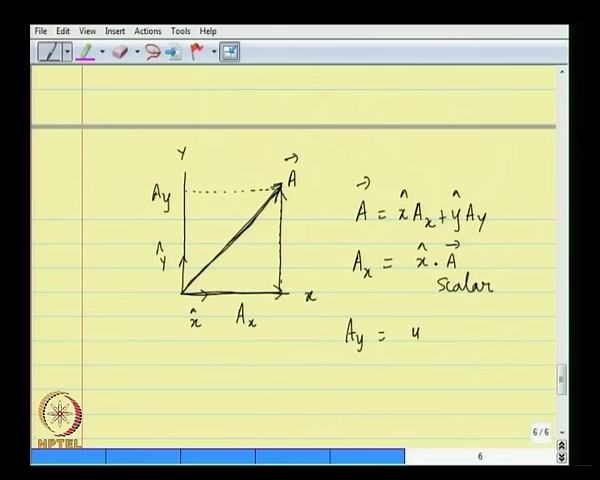 File Edit View Insert Actions Tools Help
Y
A⃗
Ay
A⃗ = x̂ Ax + ŷ Ay
Ax = x̂ · A⃗
scalar
ŷ
x
x̂ Ax
Ay =
NPTEL
6/6
6